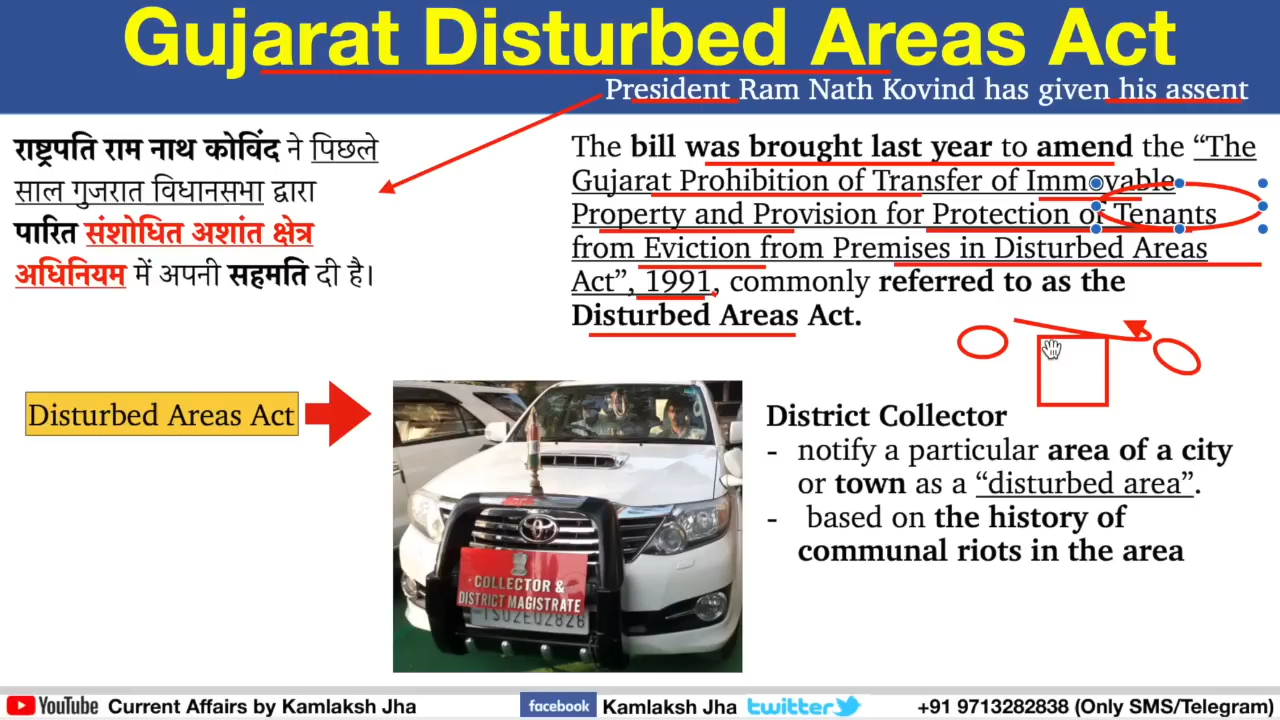 Gujarat Disturbed Areas Act
President Ram Nath Kovind has given his assent
राष्ट्रपति राम नाथ कोविंद ने पिछले
साल गुजरात विधानसभा द्वारा
पारित संशोधित अशांत क्षेत्र
अधिनियम में अपनी सहमति दी है।
The bill was brought last year to amend the “The
Gujarat Prohibition of Transfer of Immovable
Property and Provision for Protection of Tenants
from Eviction from Premises in Disturbed Areas
Act”, 1991, commonly referred to as the
Disturbed Areas Act.
Disturbed Areas Act
COLLECTOR &
DISTRICT MAGISTRATE
TS02EQ2828
District Collector
- notify a particular area of a city
or town as a “disturbed area”.
- based on the history of
communal riots in the area
YouTube Current Affairs by Kamlaksh Jha facebook Kamlaksh Jha twitter +91 9713282838 (Only SMS/Telegram)